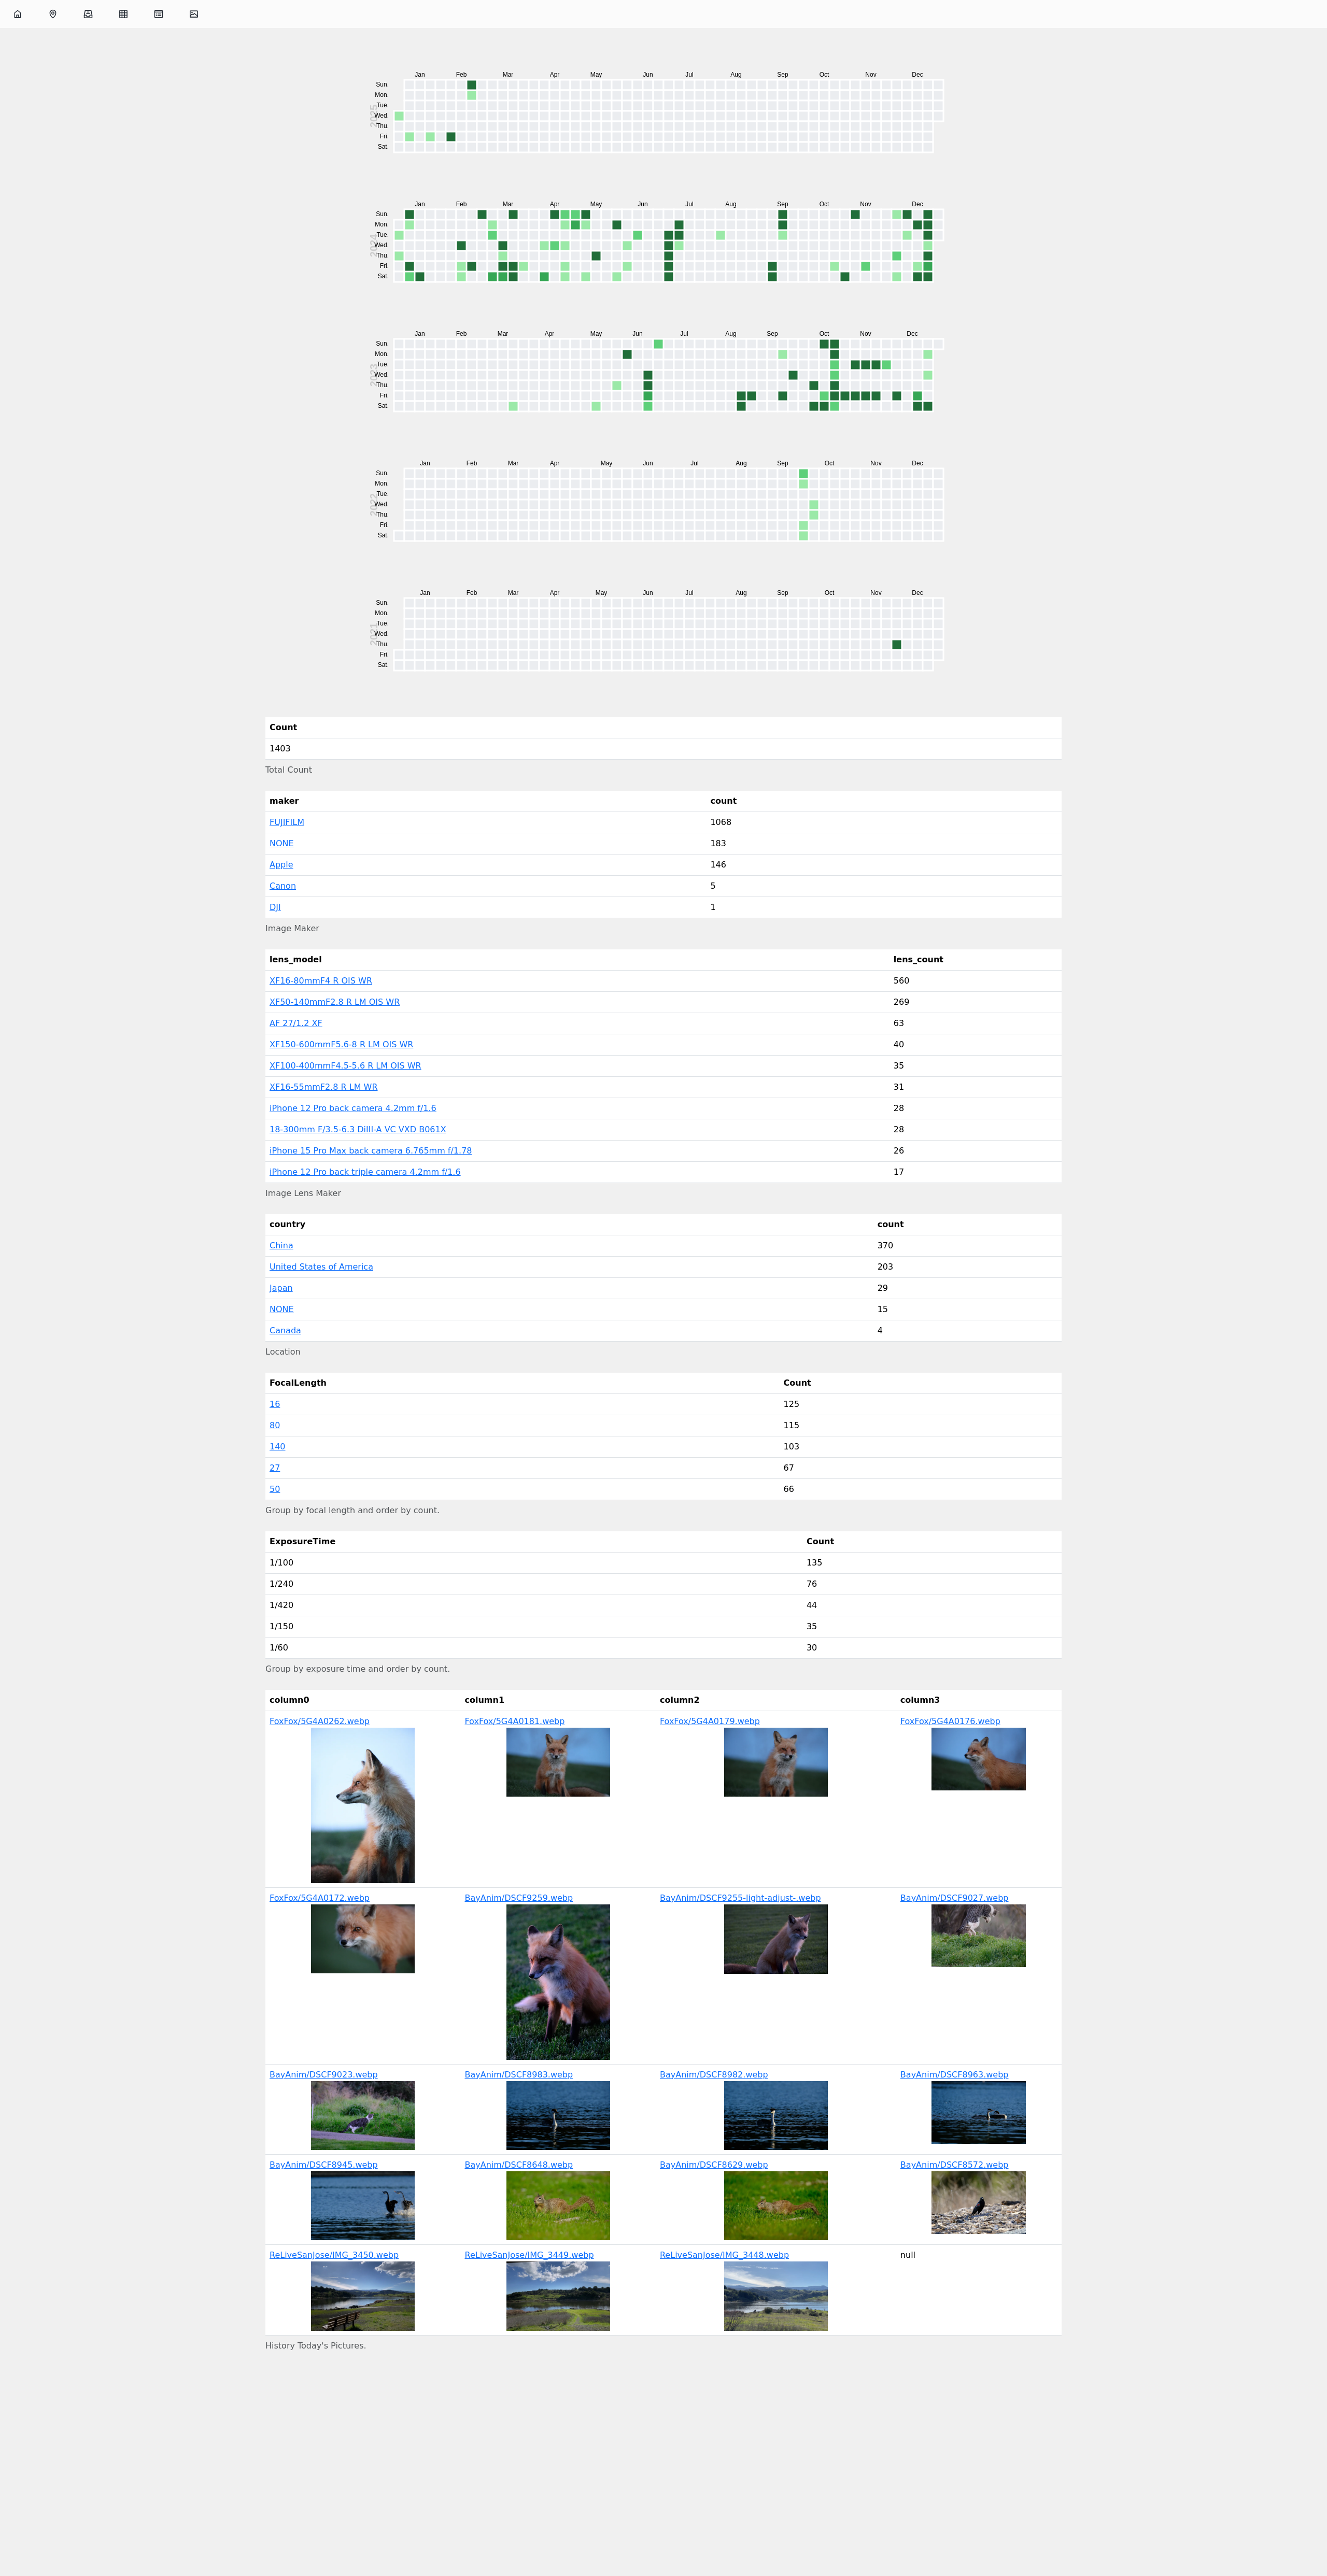 Jan Feb Mar Apr May Jun Jul Aug Sep Oct Nov Dec
2025
Sun.
Mon.
Tue.
Wed.
Thu.
Fri.
Sat.
Jan Feb Mar Apr May Jun Jul Aug Sep Oct Nov Dec
2024
Sun.
Mon.
Tue.
Wed.
Thu.
Fri.
Sat.
Jan Feb Mar Apr May Jun Jul Aug Sep Oct Nov Dec
2023
Sun.
Mon.
Tue.
Wed.
Thu.
Fri.
Sat.
Jan Feb Mar Apr May Jun Jul Aug Sep Oct Nov Dec
2022
Sun.
Mon.
Tue.
Wed.
Thu.
Fri.
Sat.
Jan Feb Mar Apr May Jun Jul Aug Sep Oct Nov Dec
2021
Sun.
Mon.
Tue.
Wed.
Thu.
Fri.
Sat.
Count
1403
Total Count
maker count
FUJIFILM 1068
NONE 183
Apple 146
Canon 5
DJI 1
Image Maker
lens_model lens_count
XF16-80mmF4 R OIS WR 560
XF50-140mmF2.8 R LM OIS WR 269
AF 27/1.2 XF 63
XF150-600mmF5.6-8 R LM OIS WR 40
XF100-400mmF4.5-5.6 R LM OIS WR 35
XF16-55mmF2.8 R LM WR 31
iPhone 12 Pro back camera 4.2mm f/1.6 28
18-300mm F/3.5-6.3 DiIII-A VC VXD B061X 28
iPhone 15 Pro Max back camera 6.765mm f/1.78 26
iPhone 12 Pro back triple camera 4.2mm f/1.6 17
Image Lens Maker
country count
China 370
United States of America 203
Japan 29
NONE 15
Canada 4
Location
FocalLength Count
16 125
80 115
140 103
27 67
50 66
Group by focal length and order by count.
ExposureTime Count
1/100 135
1/240 76
1/420 44
1/150 35
1/60 30
Group by exposure time and order by count.
column0 column1 column2 column3
FoxFox/5G4A0262.webp FoxFox/5G4A0181.webp FoxFox/5G4A0179.webp FoxFox/5G4A0176.webp
FoxFox/5G4A0172.webp BayAnim/DSCF9259.webp BayAnim/DSCF9255-light-adjust-.webp BayAnim/DSCF9027.webp
BayAnim/DSCF9023.webp BayAnim/DSCF8983.webp BayAnim/DSCF8982.webp BayAnim/DSCF8963.webp
BayAnim/DSCF8945.webp BayAnim/DSCF8648.webp BayAnim/DSCF8629.webp BayAnim/DSCF8572.webp
ReLiveSanJose/IMG_3450.webp ReLiveSanJose/IMG_3449.webp ReLiveSanJose/IMG_3448.webp null
History Today's Pictures.